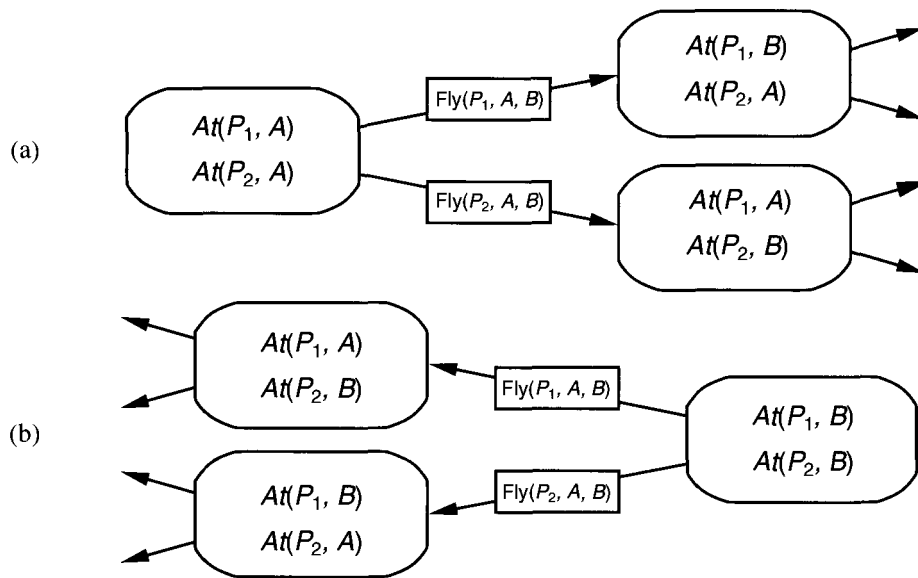 (a)
At(P₁, A)
At(P₂, A)
Fly(P₁, A, B)
Fly(P₂, A, B)
At(P₁, B)
At(P₂, A)
At(P₁, A)
At(P₂, B)
(b)
At(P₁, A)
At(P₂, B)
At(P₁, B)
At(P₂, A)
Fly(P₁, A, B)
Fly(P₂, A, B)
At(P₁, B)
At(P₂, B)